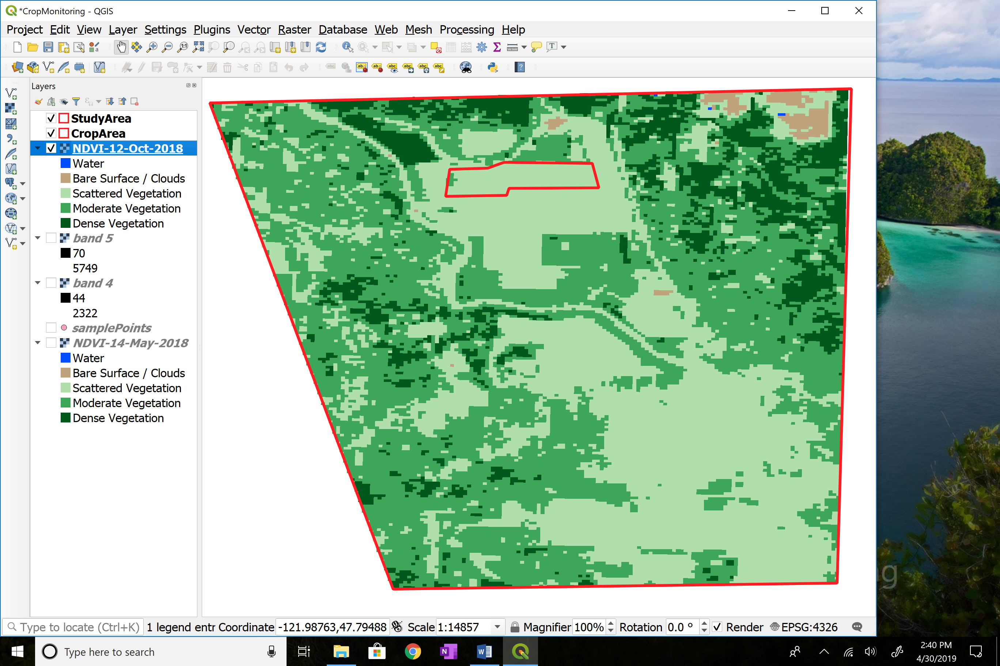 *CropMonitoring - QGIS
Project Edit View Layer Settings Plugins Vector Raster Database Web Mesh Processing Help
Layers
StudyArea
CropArea
NDVI-12-Oct-2018
Water
Bare Surface / Clouds
Scattered Vegetation
Moderate Vegetation
Dense Vegetation
band 5
70
5749
band 4
44
2322
samplePoints
NDVI-14-May-2018
Water
Bare Surface / Clouds
Scattered Vegetation
Moderate Vegetation
Dense Vegetation
Type to locate (Ctrl+K) 1 legend entr Coordinate -121.98763,47.79488 Scale 1:14857 Magnifier 100% Rotation 0.0 ° Render EPSG:4326
Type here to search
2:40 PM
4/30/2019